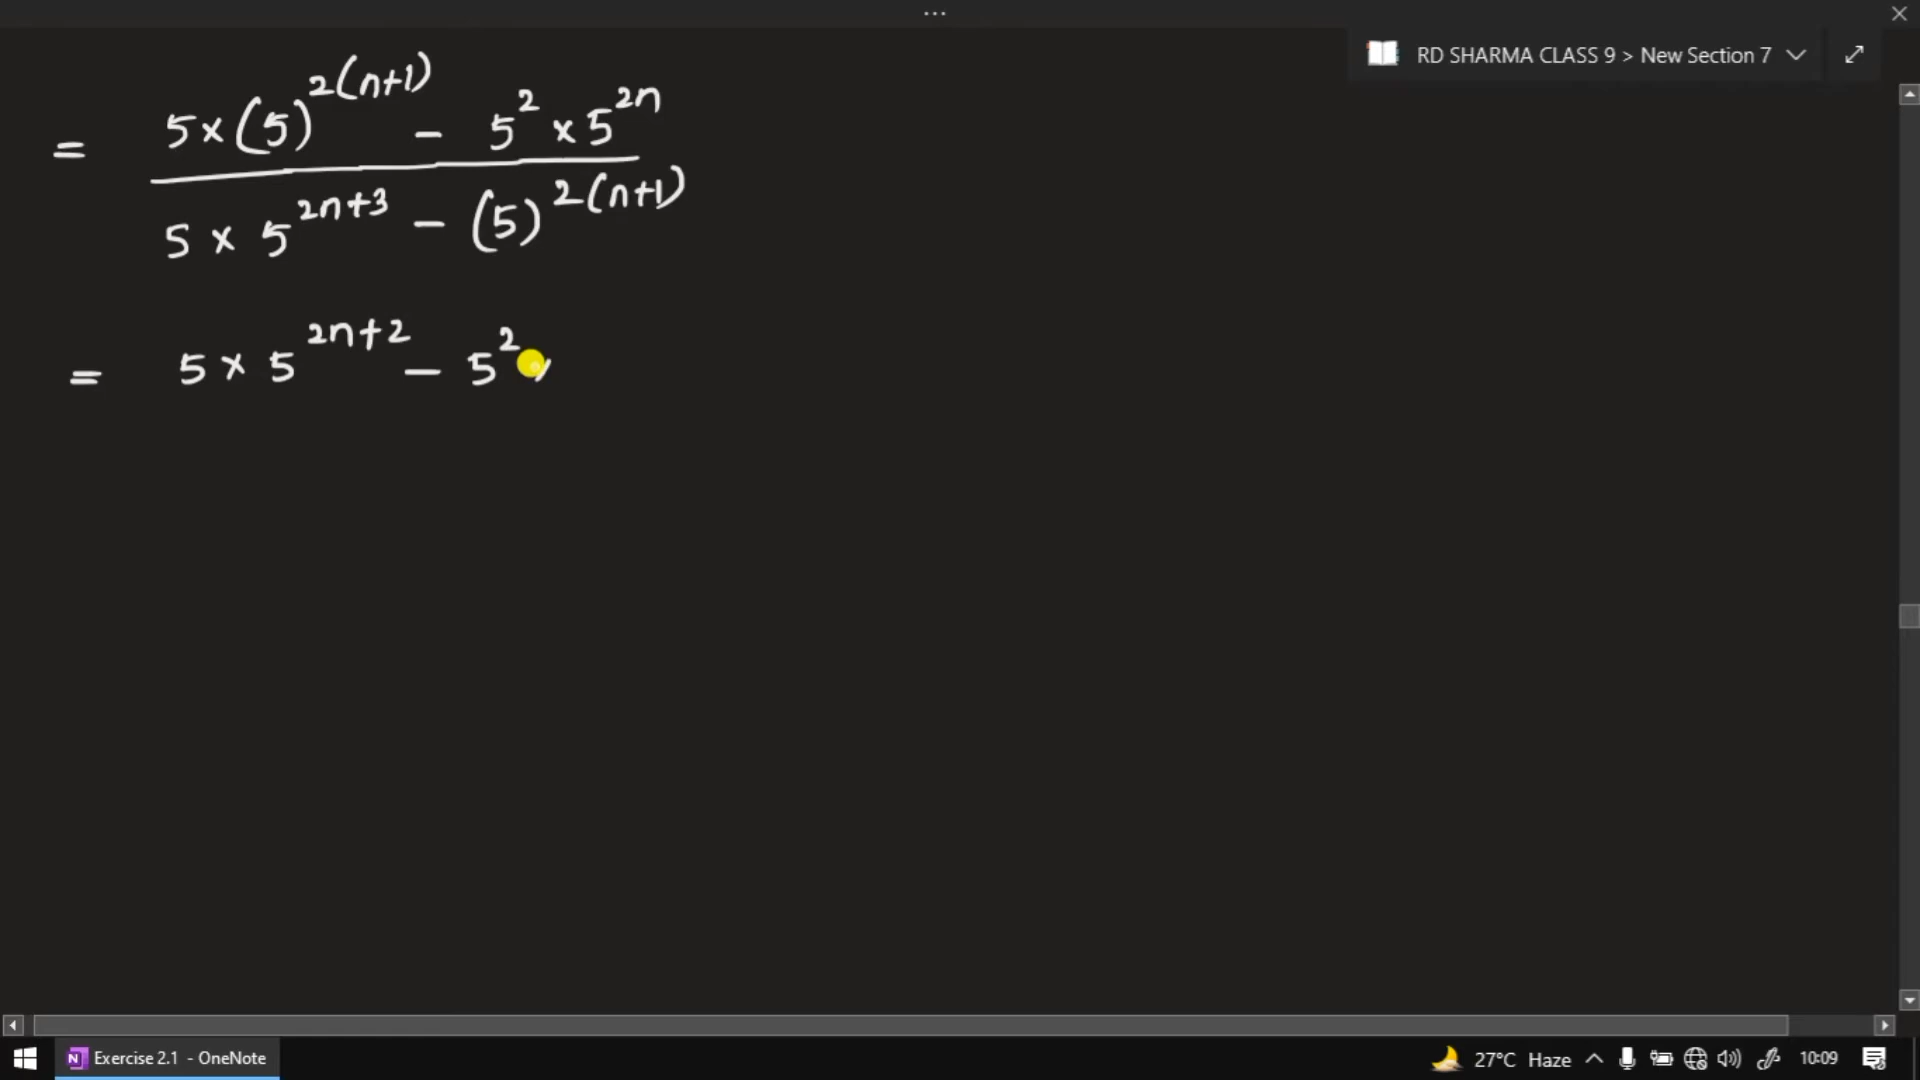 ...
RD SHARMA CLASS 9 > New Section 7
= 5×(5)^{2(n+1)} - 5^2 × 5^{2n}
5 × 5^{2n+3} - (5)^{2(n+1)}
= 5 × 5^{2n+2} - 5^2
Exercise 2.1 - OneNote
27°C Haze
10:09